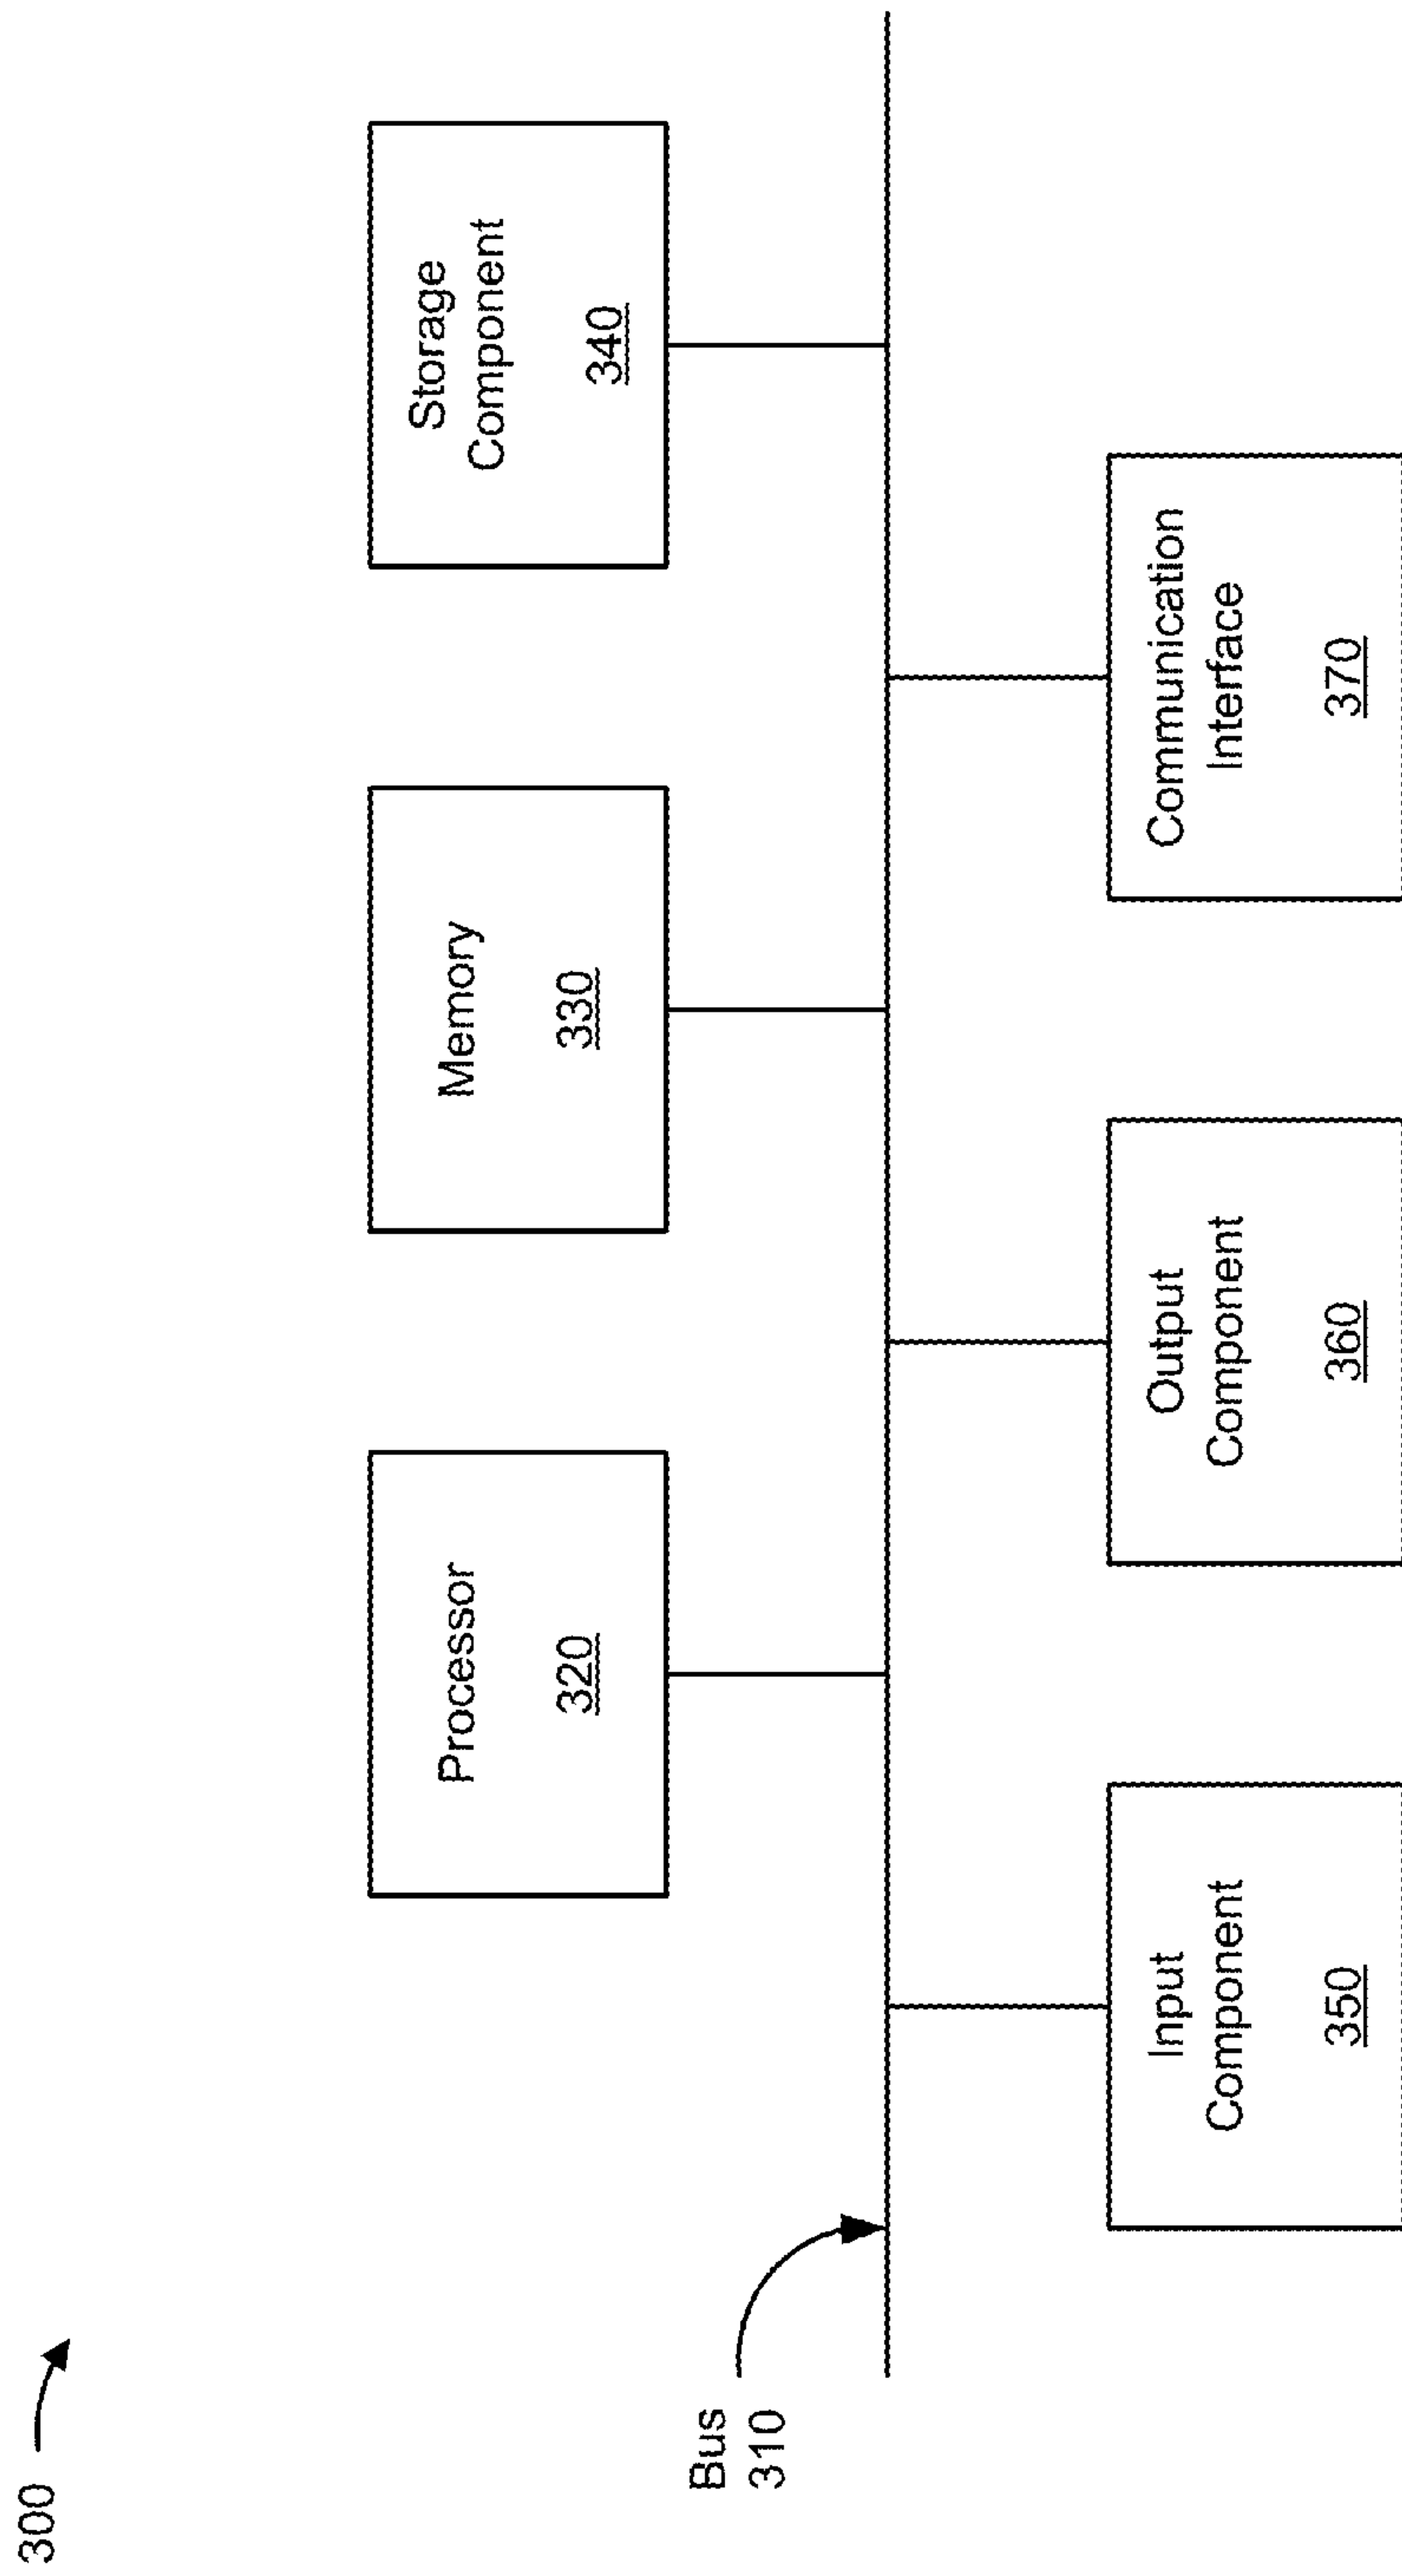 300
Processor
320
Memory
330
Storage
Component
340
Bus
310
Input
Component
350
Output
Component
360
Communication
Interface
370